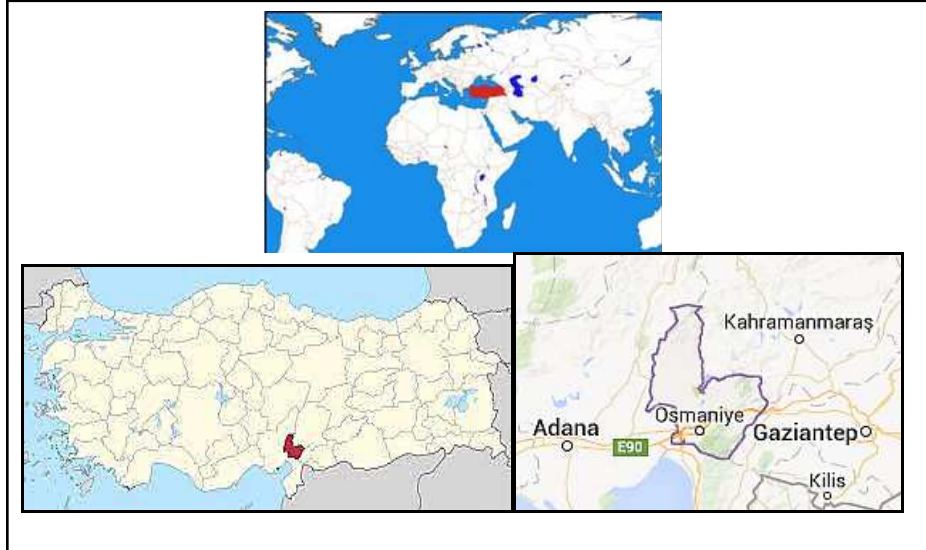 Kahramanmaraş
Osmaniye
Adana
Gaziantep
E90
Kilis